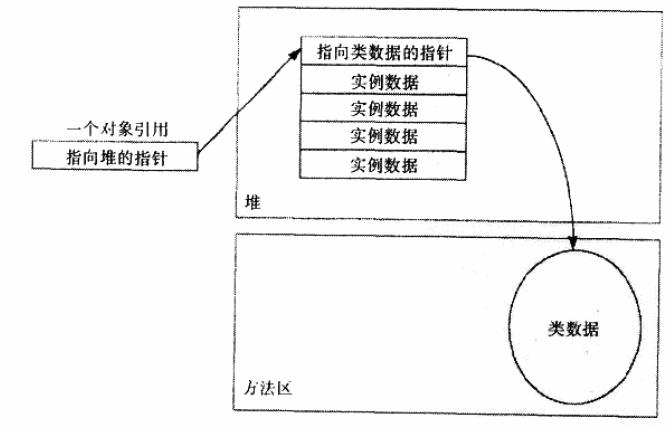 一个对象引用
指向堆的指针
指向类数据的指针
实例数据
实例数据
实例数据
实例数据
堆
类数据
方法区